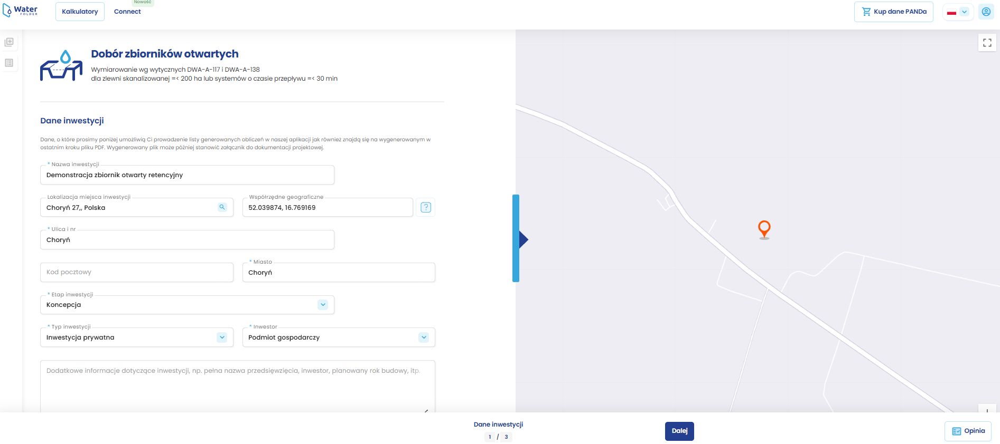 Water
FOLDER
Kalkulatory
Nowość
Connect
Kup dane PANDa
Dobór zbiorników otwartych
Wymiarowanie wg wytycznych DWA-A-117 i DWA-A-138
dla zlewni skanalizowanej =< 200 ha lub systemów o czasie przepływu =< 30 min
Dane inwestycji
Dane, o które prosimy poniżej umożliwią Ci prowadzenie listy generowanych obliczeń w naszej aplikacji jak również znajdą się na wygenerowanym w
ostatnim kroku pliku PDF. Wygenerowany plik może później stanowić załącznik do dokumentacji projektowej.
* Nazwa inwestycji
Demonstracja zbiornik otwarty retencyjny
Lokalizacja miejsca inwestycji
Choryń 27,, Polska
Współrzędne geograficzne
52.039874, 16.769169
?
* Ulica i nr
Choryń
Kod pocztowy
* Miasto
Choryń
* Etap inwestycji
Koncepcja
* Typ inwestycji
Inwestycja prywatna
* Inwestor
Podmiot gospodarczy
Dodatkowe informacje dotyczące inwestycji, np. pełna nazwa przedsięwzięcia, inwestor, planowany rok budowy, itp.
Dane inwestycji
1 / 3
Dalej
Opinia